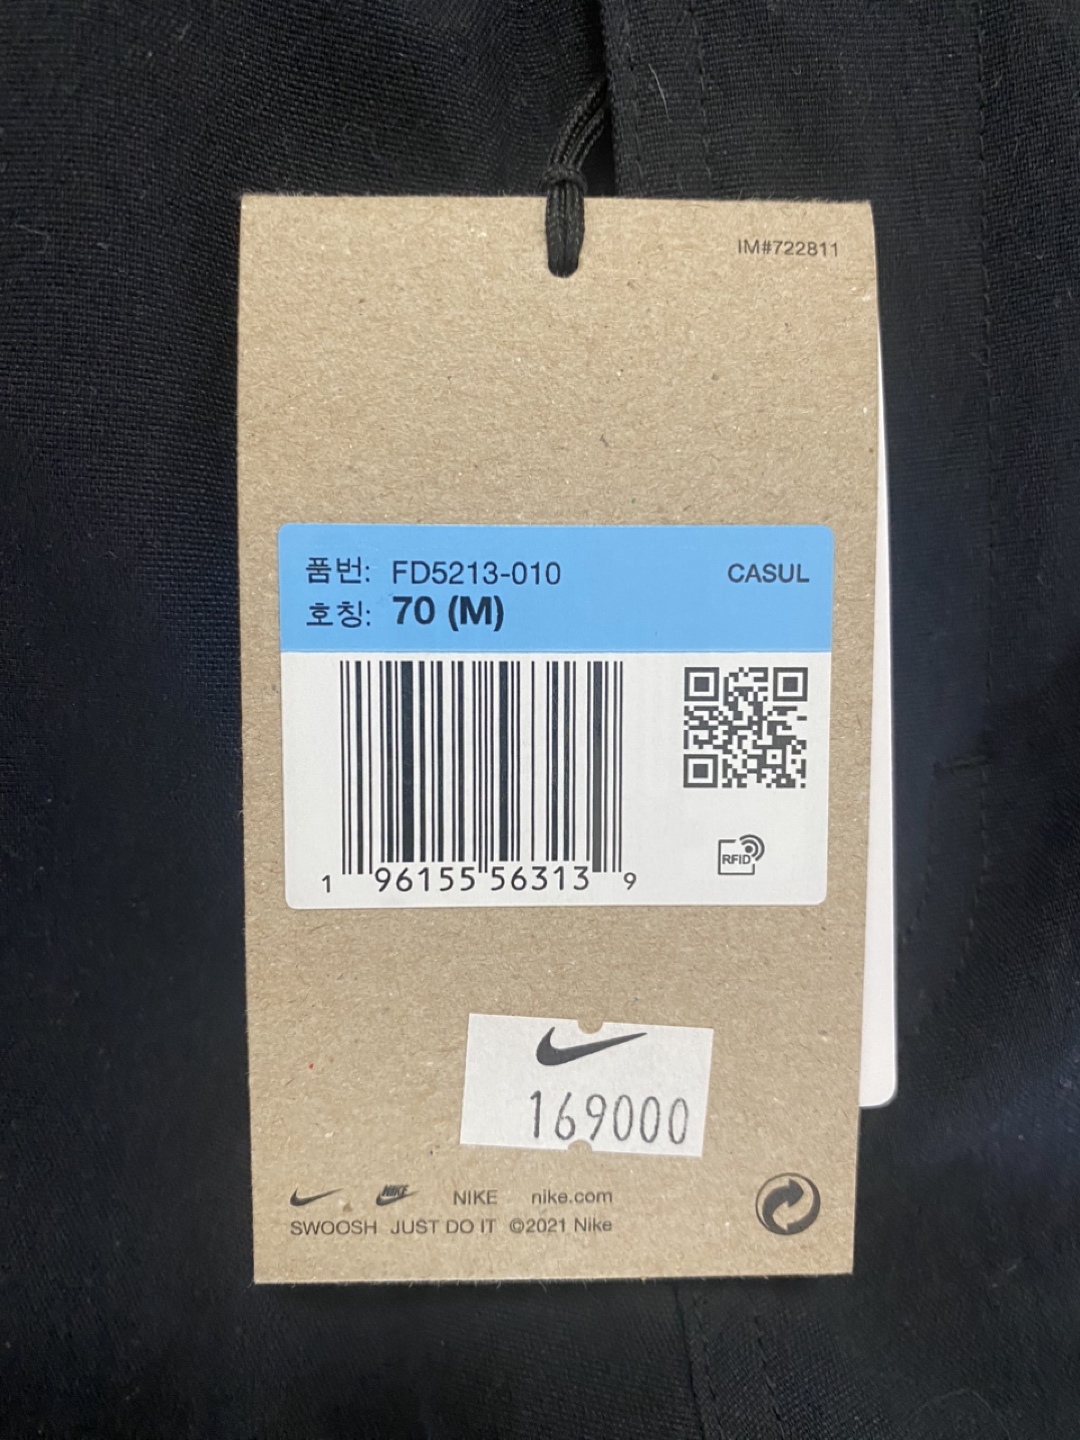 IM#722811
품번: FD5213-010 CASUL
호칭: 70 (M)
1 96155 56313 9
RFID
169000
NIKE NIKE nike.com
SWOOSH JUST DO IT ©2021 Nike